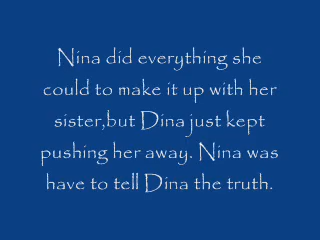 Nina did everything she
could to make it up with her
sister,but Dina just kept
pushing her away. Nina was
have to tell Dina the truth.